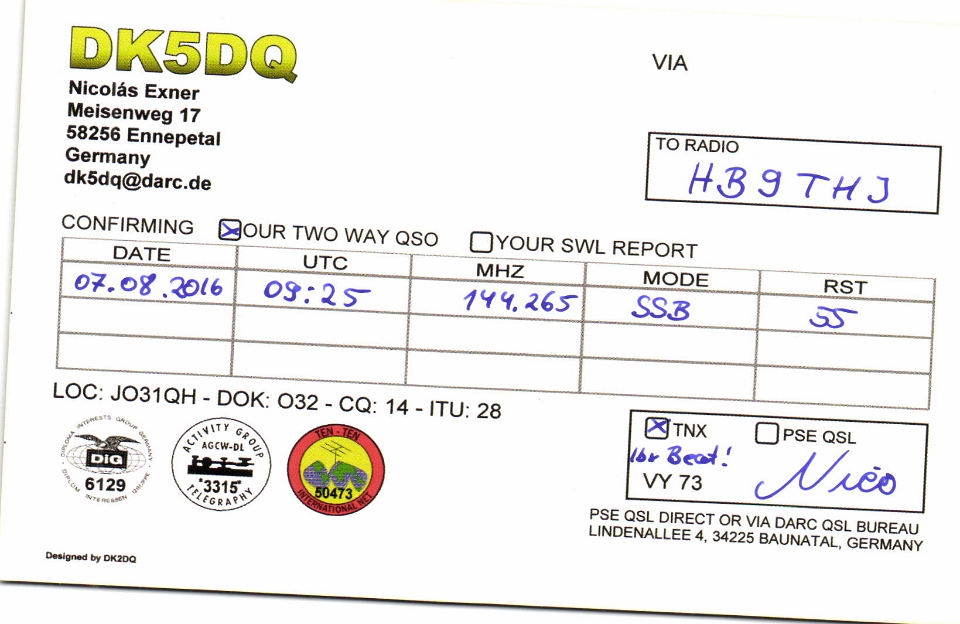 DK5DQ
Nicolás Exner
Meisenweg 17
58256 Ennepetal
Germany
dk5dq@darc.de
VIA
TO RADIO
HB9THJ
CONFIRMING OUR TWO WAY QSO YOUR SWL REPORT
DATE UTC MHZ MODE RST
07.08.2016 09:25 144.265 SSB 55
LOC: JO31QH - DOK: O32 - CQ: 14 - ITU: 28
DIPLOMA INTERESTS GROUP GERMANY
DIG
6129
DIPLOM INTERESSEN GRUPPE
ACTIVITY GROUP
AGCW-DL
3315
TELEGRAPHY
TEN-TEN
50473
INTERNATIONAL NET
TNX PSE QSL
Beat!
VY 73 Nico
PSE QSL DIRECT OR VIA DARC QSL BUREAU
LINDENALLEE 4, 34225 BAUNATAL, GERMANY
Designed by DK2DQ